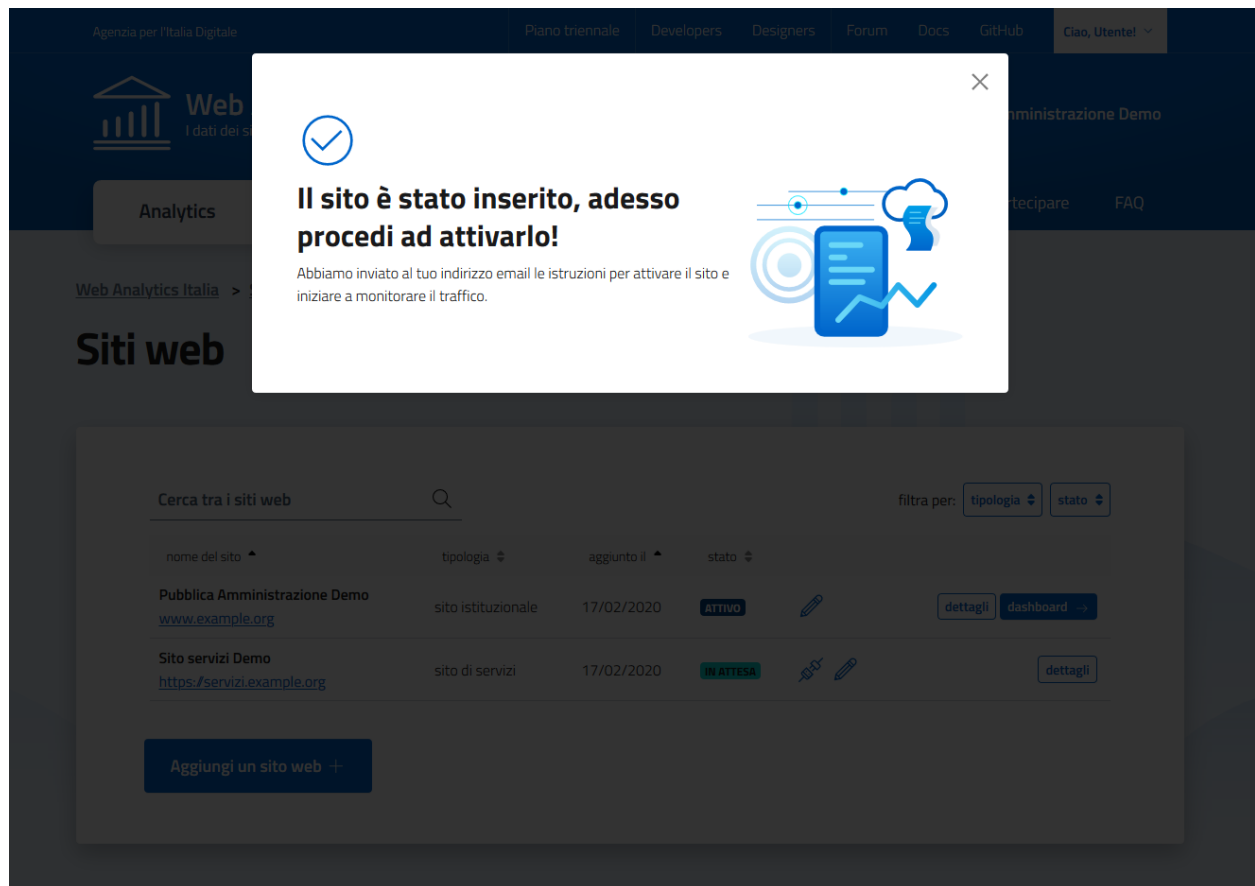 Agenzia per l'Italia Digitale
Piano triennale Developers Designers Forum Docs GitHub Ciao, Utente!
Web
I dati dei si
mministrazione Demo
Analytics
tecipare FAQ
Il sito è stato inserito, adesso
procedi ad attivarlo!
Abbiamo inviato al tuo indirizzo email le istruzioni per attivare il sito e
iniziare a monitorare il traffico.
Web Analytics Italia >
Siti web
Cerca tra i siti web
filtra per: tipologia stato
nome del sito tipologia aggiunto il stato
Pubblica Amministrazione Demo
www.example.org
sito istituzionale 17/02/2020 ATTIVO dettagli dashboard →
Sito servizi Demo
https://servizi.example.org
sito di servizi 17/02/2020 IN ATTESA dettagli
Aggiungi un sito web +